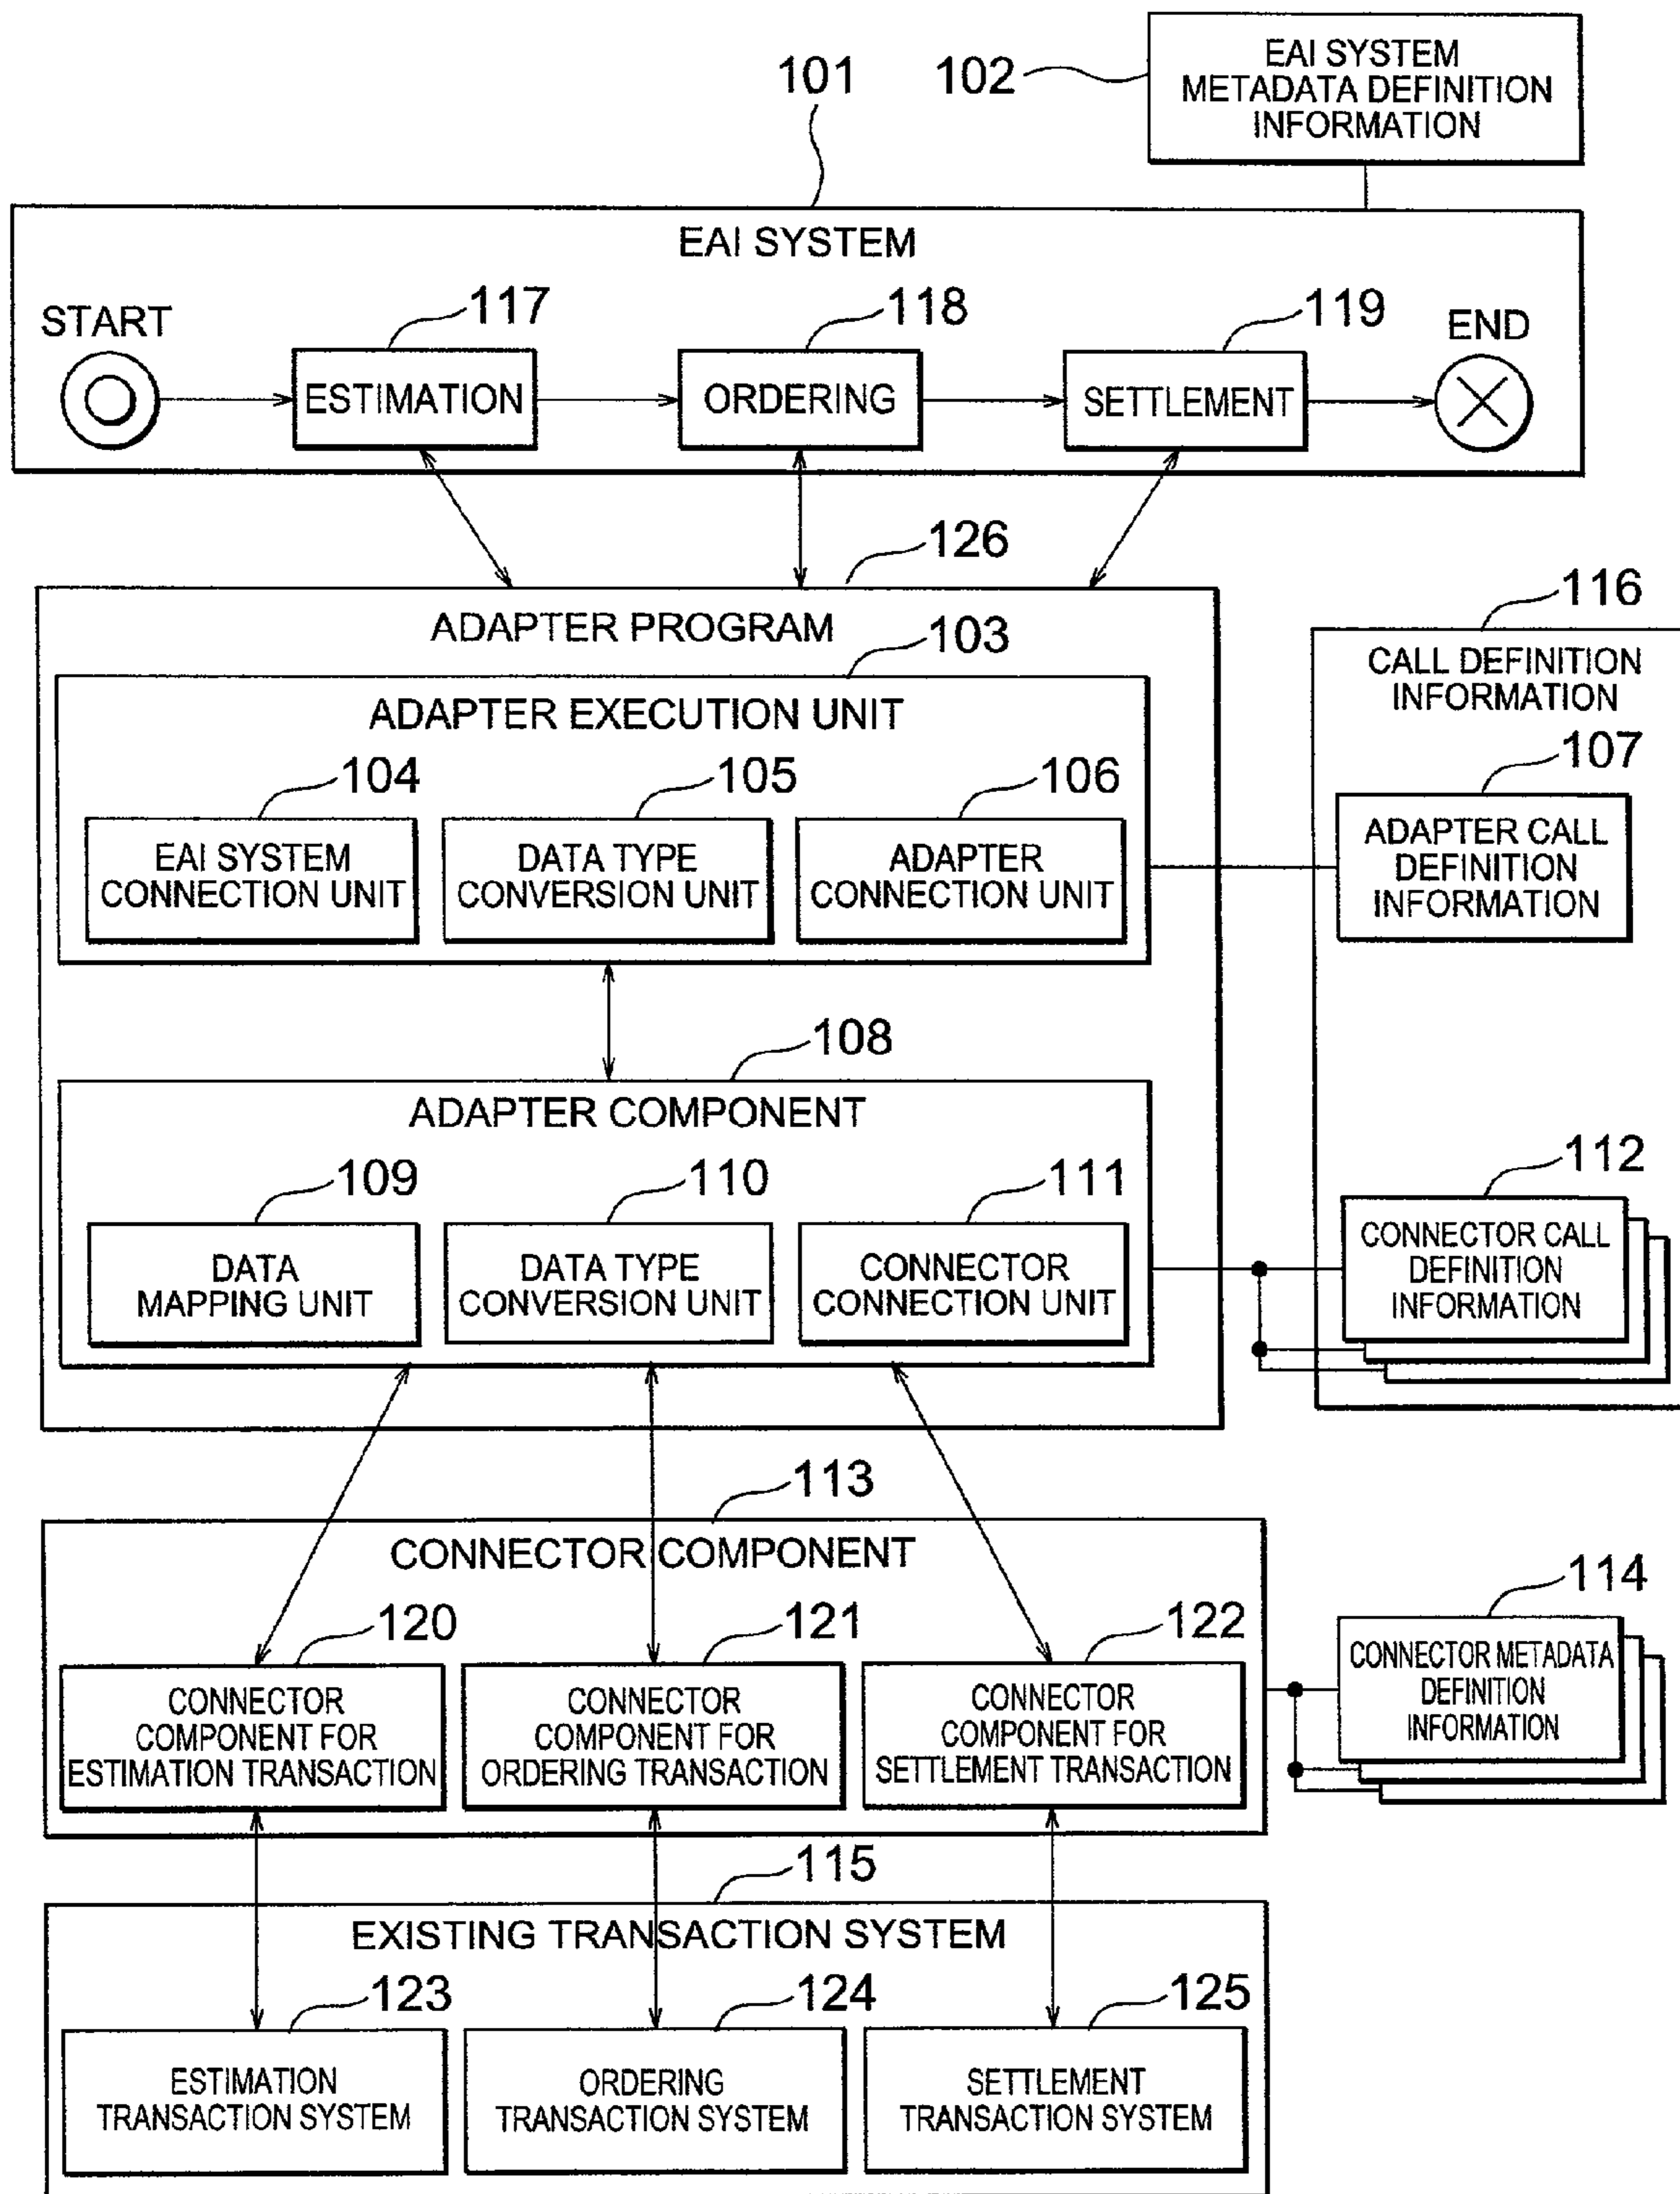 101
102
EAI SYSTEM
METADATA DEFINITION
INFORMATION
EAI SYSTEM
START
117
118
119
END
ESTIMATION
ORDERING
SETTLEMENT
126
ADAPTER PROGRAM
103
ADAPTER EXECUTION UNIT
104
105
106
EAI SYSTEM
CONNECTION UNIT
DATA TYPE
CONVERSION UNIT
ADAPTER
CONNECTION UNIT
116
CALL DEFINITION
INFORMATION
107
ADAPTER CALL
DEFINITION
INFORMATION
108
ADAPTER COMPONENT
109
110
111
DATA
MAPPING UNIT
DATA TYPE
CONVERSION UNIT
CONNECTOR
CONNECTION UNIT
112
CONNECTOR CALL
DEFINITION
INFORMATION
113
CONNECTOR COMPONENT
120
121
122
CONNECTOR
COMPONENT FOR
ESTIMATION TRANSACTION
CONNECTOR
COMPONENT FOR
ORDERING TRANSACTION
CONNECTOR
COMPONENT FOR
SETTLEMENT TRANSACTION
114
CONNECTOR METADATA
DEFINITION
INFORMATION
115
EXISTING TRANSACTION SYSTEM
123
124
125
ESTIMATION
TRANSACTION SYSTEM
ORDERING
TRANSACTION SYSTEM
SETTLEMENT
TRANSACTION SYSTEM